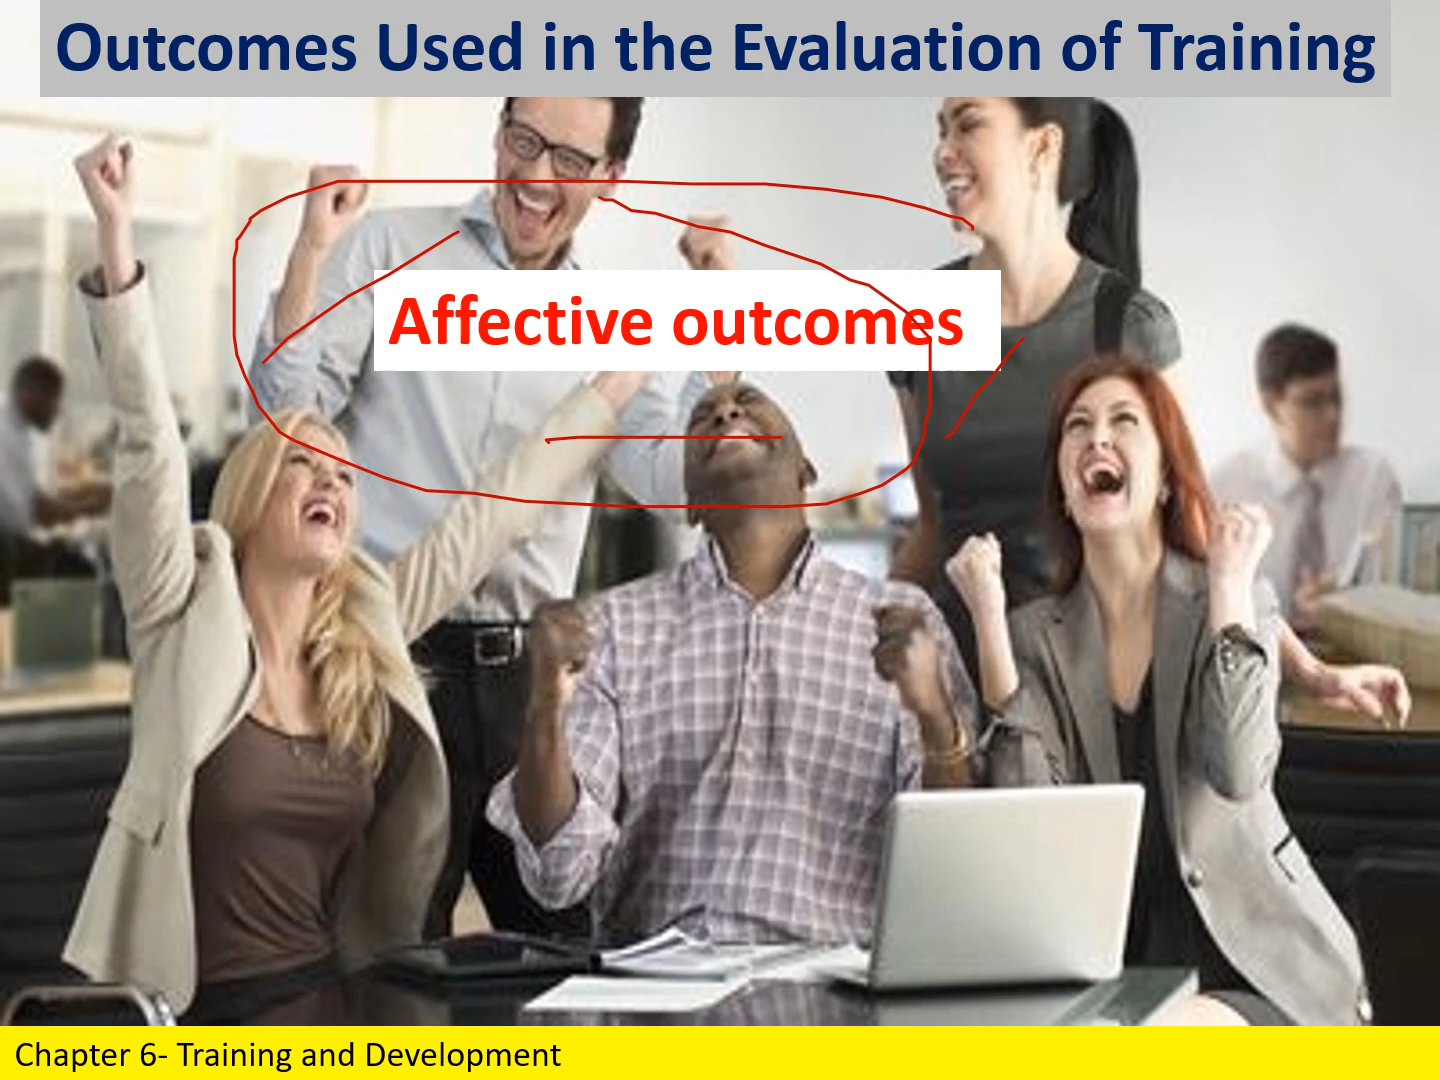 Outcomes Used in the Evaluation of Training
Affective outcomes
Chapter 6- Training and Development